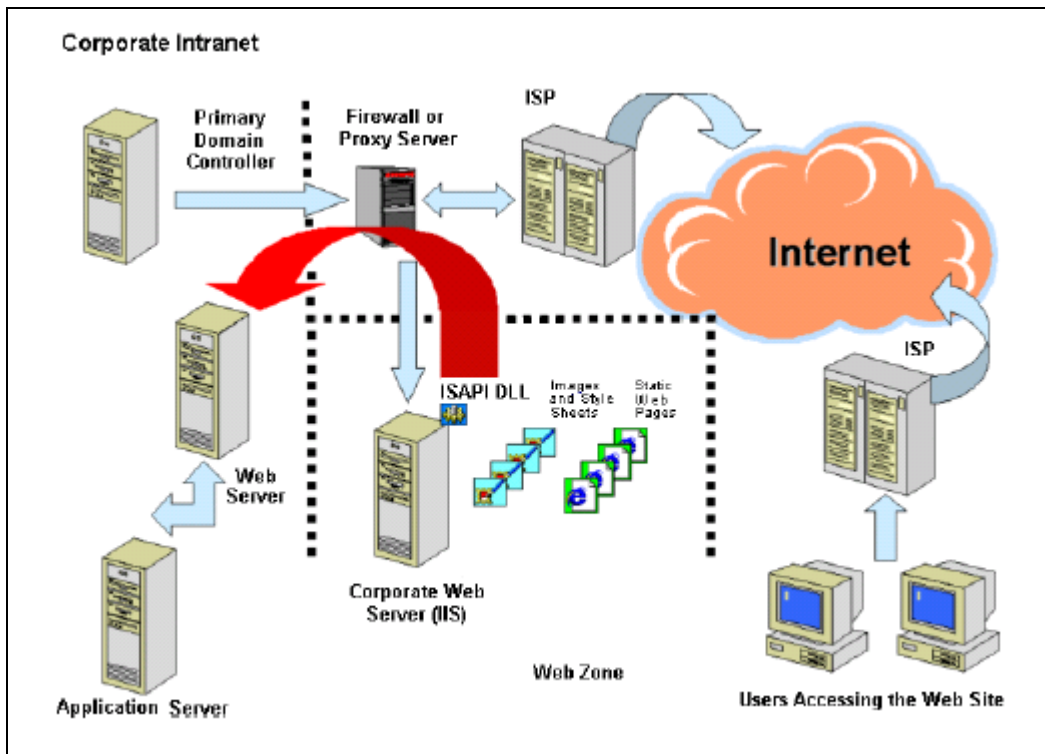 Corporate Intranet
Primary
Domain
Controller
Firewall or
Proxy Server
ISP
Internet
ISP
ISAPI DLL
Images
and Style
Sheets
Static
Web
Pages
Web
Server
Corporate Web
Server (IIS)
Web Zone
Application Server
Users Accessing the Web Site